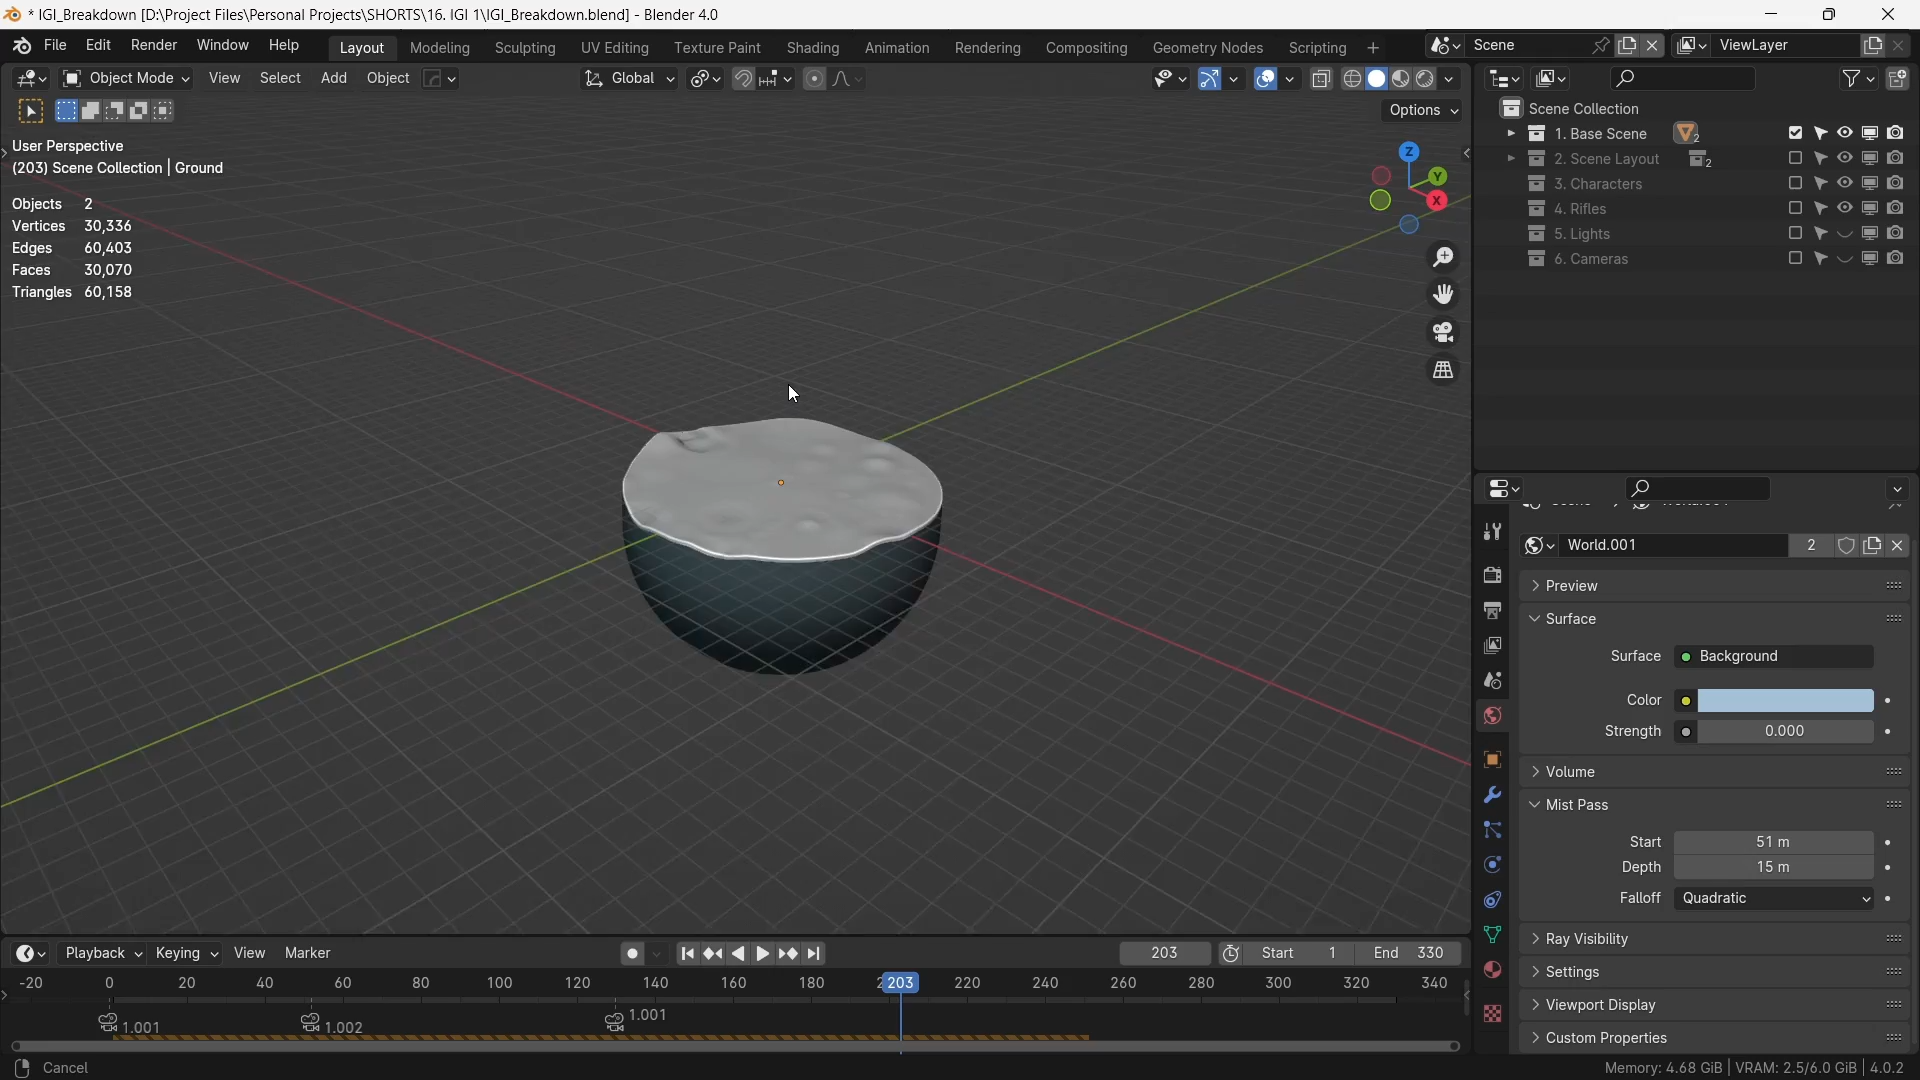 * IGI_Breakdown [D:\Project Files\Personal Projects\SHORTS\16. IGI 1\IGI_Breakdown.blend] - Blender 4.0
File Edit Render Window Help Layout Modeling Sculpting UV Editing Texture Paint Shading Animation Rendering Compositing Geometry Nodes Scripting + Scene ViewLayer
Object Mode View Select Add Object Global
Options
User Perspective
(203) Scene Collection | Ground
Objects 2
Vertices 30,336
Edges 60,403
Faces 30,070
Triangles 60,158
Z
Y
X
Scene Collection
1. Base Scene 2
2. Scene Layout 2
3. Characters
4. Rifles
5. Lights
6. Cameras
World.001 2
Preview
Surface
Surface Background
Color
Strength 0.000
Volume
Mist Pass
Start 51 m
Depth 15 m
Falloff Quadratic
Ray Visibility
Settings
Viewport Display
Custom Properties
Playback Keying View Marker 203 Start 1 End 330
-20 0 20 40 60 80 100 120 140 160 180 203 220 240 260 280 300 320 340
1.001 1.002 1.001
Cancel
Memory: 4.68 GiB | VRAM: 2.5/6.0 GiB | 4.0.2